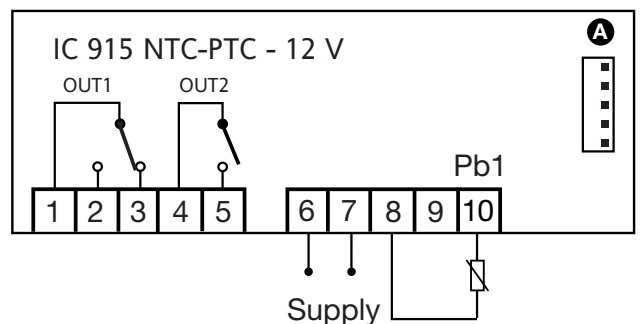 A
IC 915 NTC-PTC - 12 V
OUT1 OUT2
Pb1
1 2 3 4 5 6 7 8 9 10
Supply